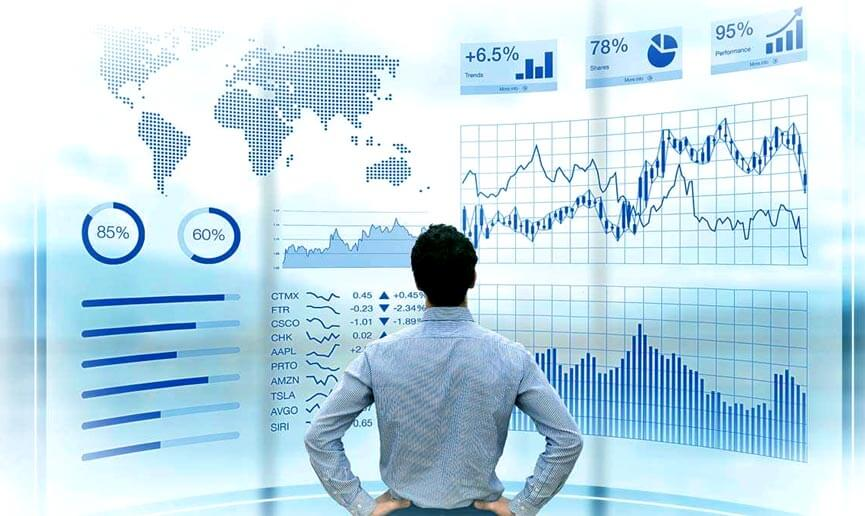 +6.5%
Trends
More info
78%
Shares
More info
95%
Performance
More info
85%
60%
CTMX 0.45 ▲ +0.45%
FTR -0.23 ▼ -2.34%
CSCO -1.01 ▼ -1.89%
CHK 0.02 ▲
AAPL
PRTO
AMZN
TSLA
AVGO
SIRI 0.65